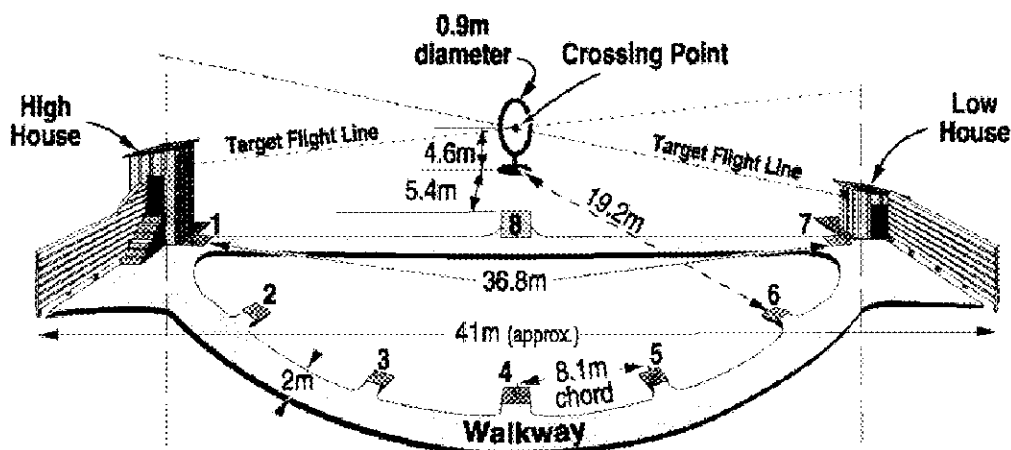 0.9m
diameter
Crossing Point
High
House
Low
House
Target Flight Line
4.6m
Target Flight Line
5.4m
19.2m
1
8
7
36.8m
2
6
41m (approx.)
3
4
8.1m
chord
5
2m
Walkway